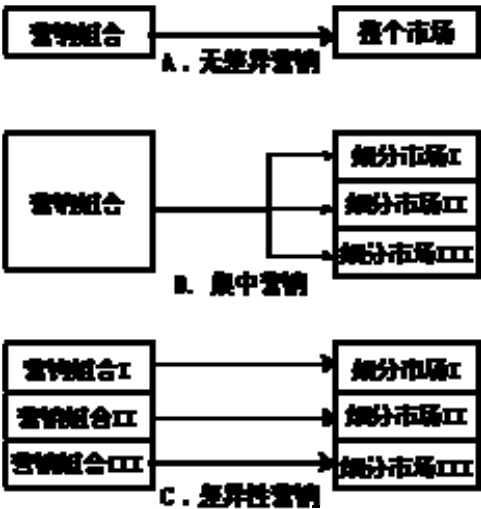 营销组合 整个市场
A．无差异营销
细分市场I
营销组合 细分市场II
细分市场III
B. 集中营销
营销组合I 细分市场I
营销组合II 细分市场II
营销组合III 细分市场III
C．差异性营销